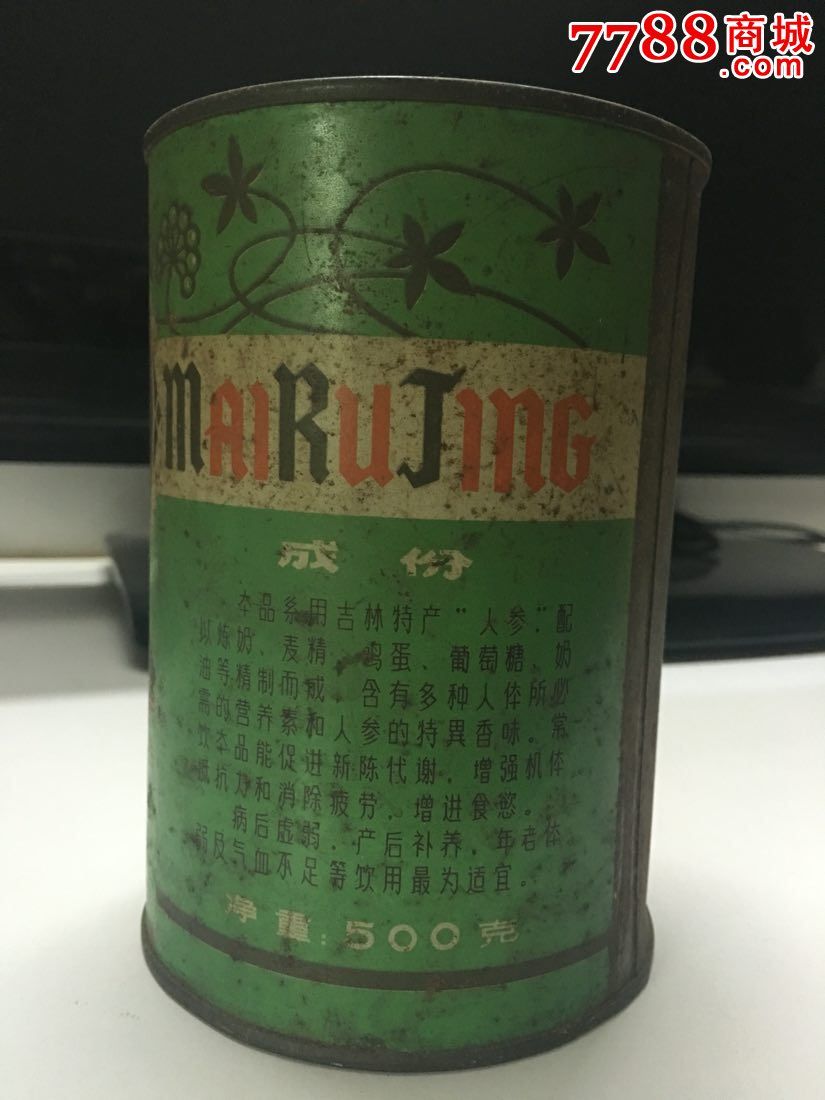 7788商城
.com
MAIRUJING
成份
本品系用吉林特产"人参"配
以炼奶、麦精、鸡蛋、葡萄糖、奶
油等精制而成，含有多种人体所必
需的营养素和人参的特異香味。常
饮本品能促进新陈代谢，增强机体
抵抗力和消除疲劳，增进食慾。
病后虚弱，产后补养，年老体
弱及气血不足等饮用最为适宜。
净重：500克